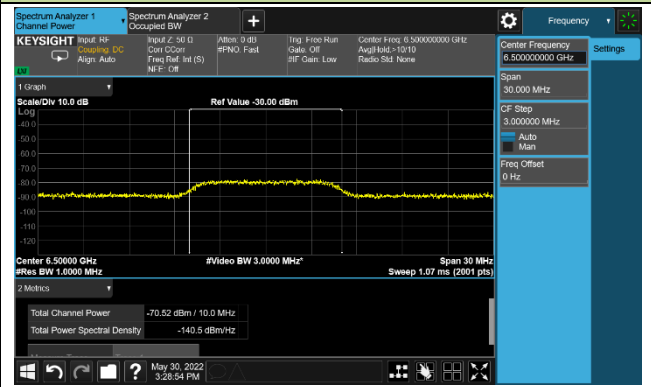 Spectrum Analyzer 1
Channel Power
Spectrum Analyzer 2
Occupied BW
+
Frequency
KEYSIGHT
Input: RF
Coupling: DC
Align: Auto
Input Z: 50 Ω
Corr CCorr
Freq Ref: Int (S)
NFE: Off
Atten: 0 dB
#PNO: Fast
Trig: Free Run
Gate: Off
#IF Gain: Low
Center Freq: 6.500000000 GHz
Avg|Hold:>10/10
Radio Std: None
LU
Center Frequency
6.500000000 GHz
Settings
Span
30.000 MHz
CF Step
3.000000 MHz
Auto
Man
Freq Offset
0 Hz
1 Graph
Scale/Div 10.0 dB
Ref Value -30.00 dBm
Log
-40.0
-50.0
-60.0
-70.0
-80.0
-90.0
-100
-110
-120
Center 6.50000 GHz
#Video BW 3.0000 MHz*
Span 30 MHz
#Res BW 1.0000 MHz
Sweep 1.07 ms (2001 pts)
2 Metrics
Total Channel Power -70.52 dBm / 10.0 MHz
Total Power Spectral Density -140.5 dBm/Hz
?
May 30, 2022
3:28:54 PM